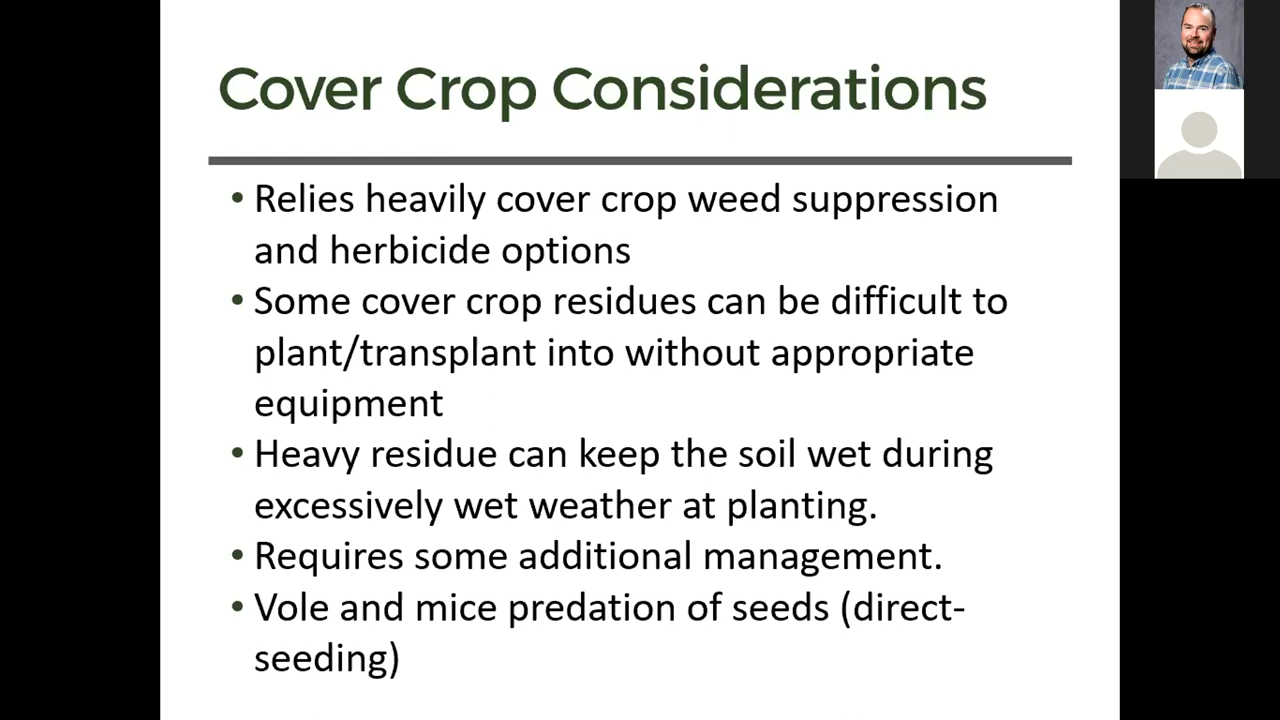 Cover Crop Considerations
• Relies heavily cover crop weed suppression
and herbicide options
• Some cover crop residues can be difficult to
plant/transplant into without appropriate
equipment
• Heavy residue can keep the soil wet during
excessively wet weather at planting.
• Requires some additional management.
• Vole and mice predation of seeds (direct-
seeding)